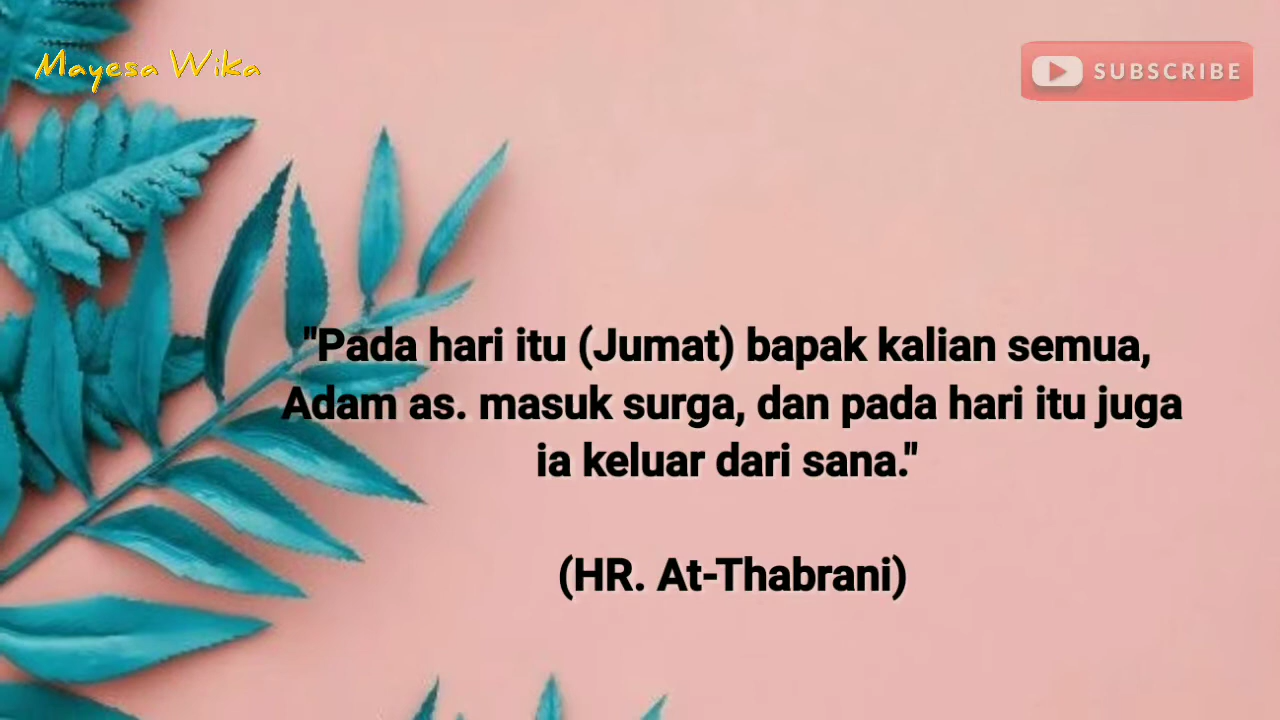 Mayesa Wika
SUBSCRIBE
"Pada hari itu (Jumat) bapak kalian semua,
Adam as. masuk surga, dan pada hari itu juga
ia keluar dari sana."
(HR. At-Thabrani)